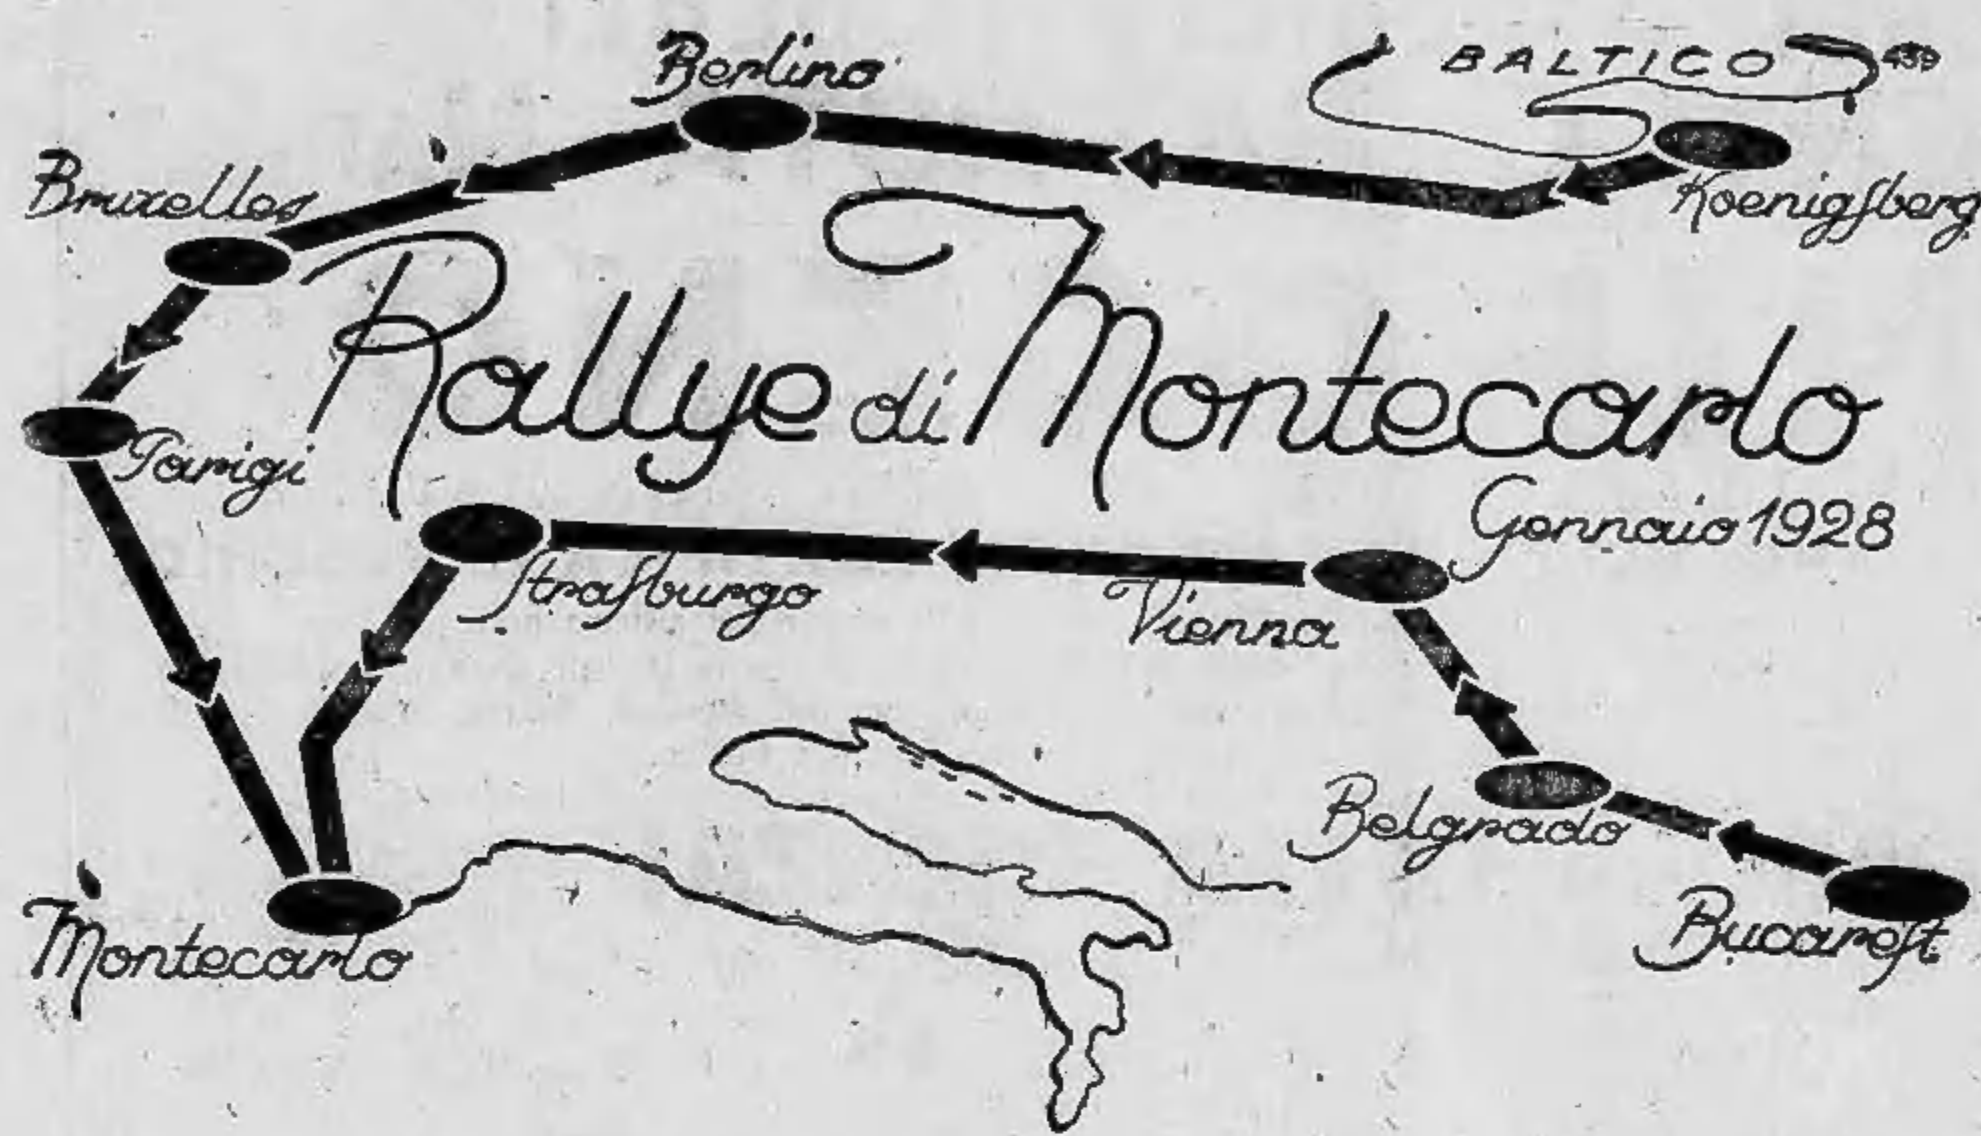 Berlino
BALTICO
Bruxelles
Koenigsberg
Rallye di Montecarlo
Gennaio 1928
Parigi
Strasburgo
Vienna
Belgrado
Bucarest
Montecarlo